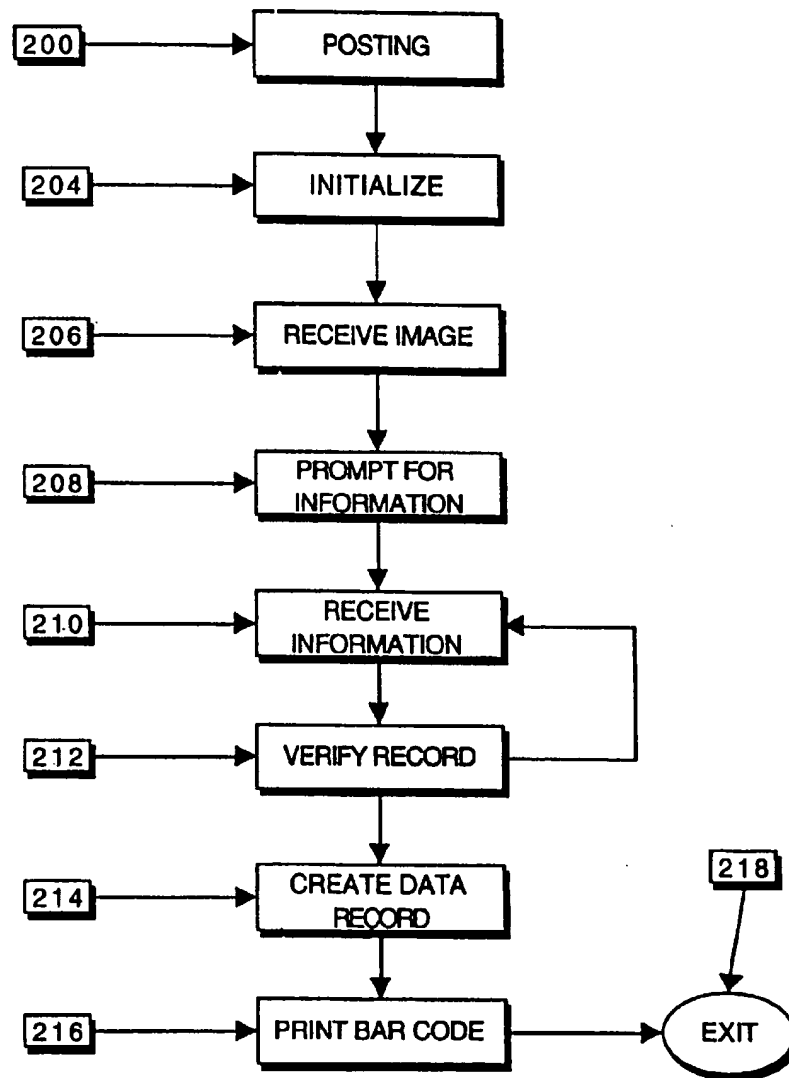 200
POSTING
204
INITIALIZE
206
RECEIVE IMAGE
208
PROMPT FOR
INFORMATION
210
RECEIVE
INFORMATION
212
VERIFY RECORD
214
CREATE DATA
RECORD
218
216
PRINT BAR CODE
EXIT